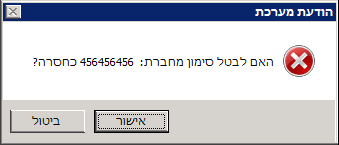 הודעת מערכת
האם לבטל סימון מחברת: 456456456 כחסרה?
אישור
ביטול